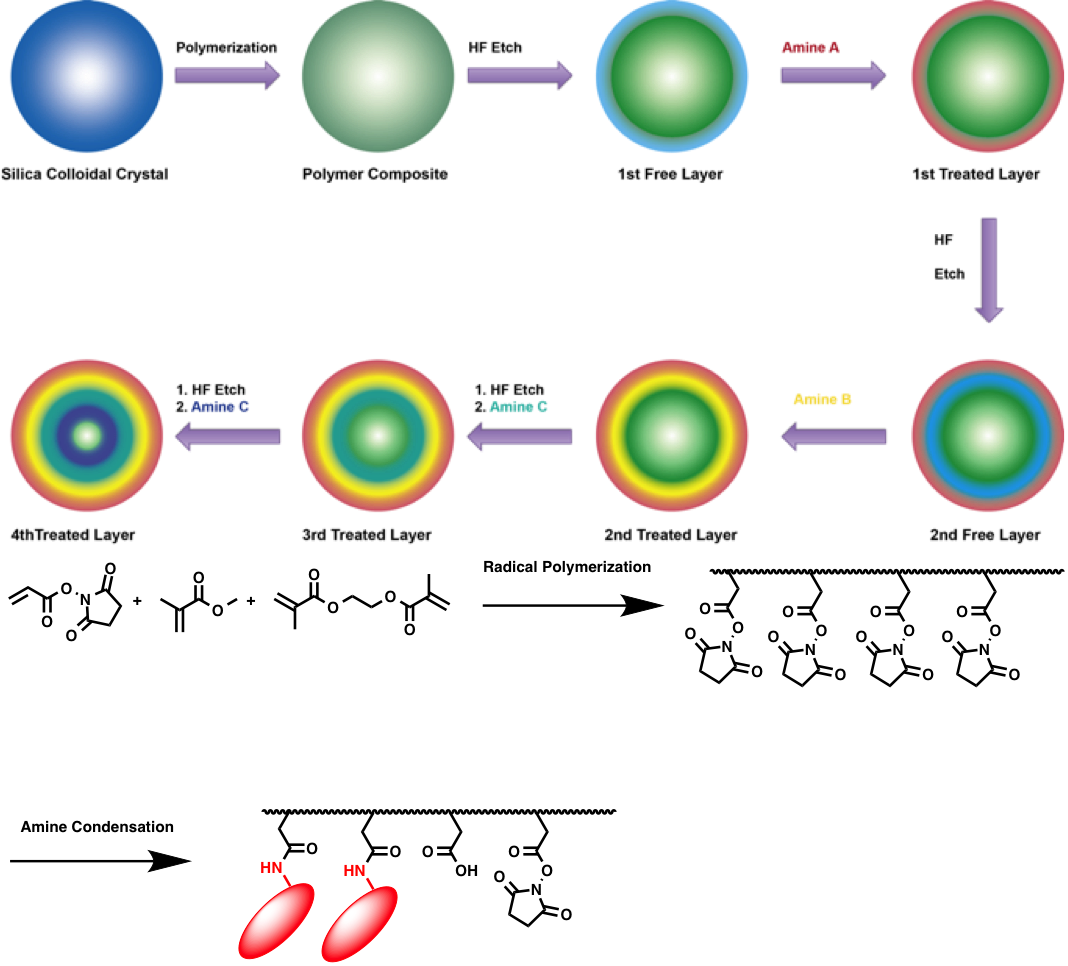 Polymerization
HF Etch
Amine A
Silica Colloidal Crystal
Polymer Composite
1st Free Layer
1st Treated Layer
HF
Etch
1. HF Etch
2. Amine C
1. HF Etch
2. Amine C
Amine B
4thTreated Layer
3rd Treated Layer
2nd Treated Layer
2nd Free Layer
Radical Polymerization
O
O
O
N
O
+
O
O
+
O
O
O
O
O
O
N
O
O
O
O
N
O
O
O
O
N
O
O
O
O
N
O
O
Amine Condensation
O
HN
O
HN
O
OH
O
O
O
N
O